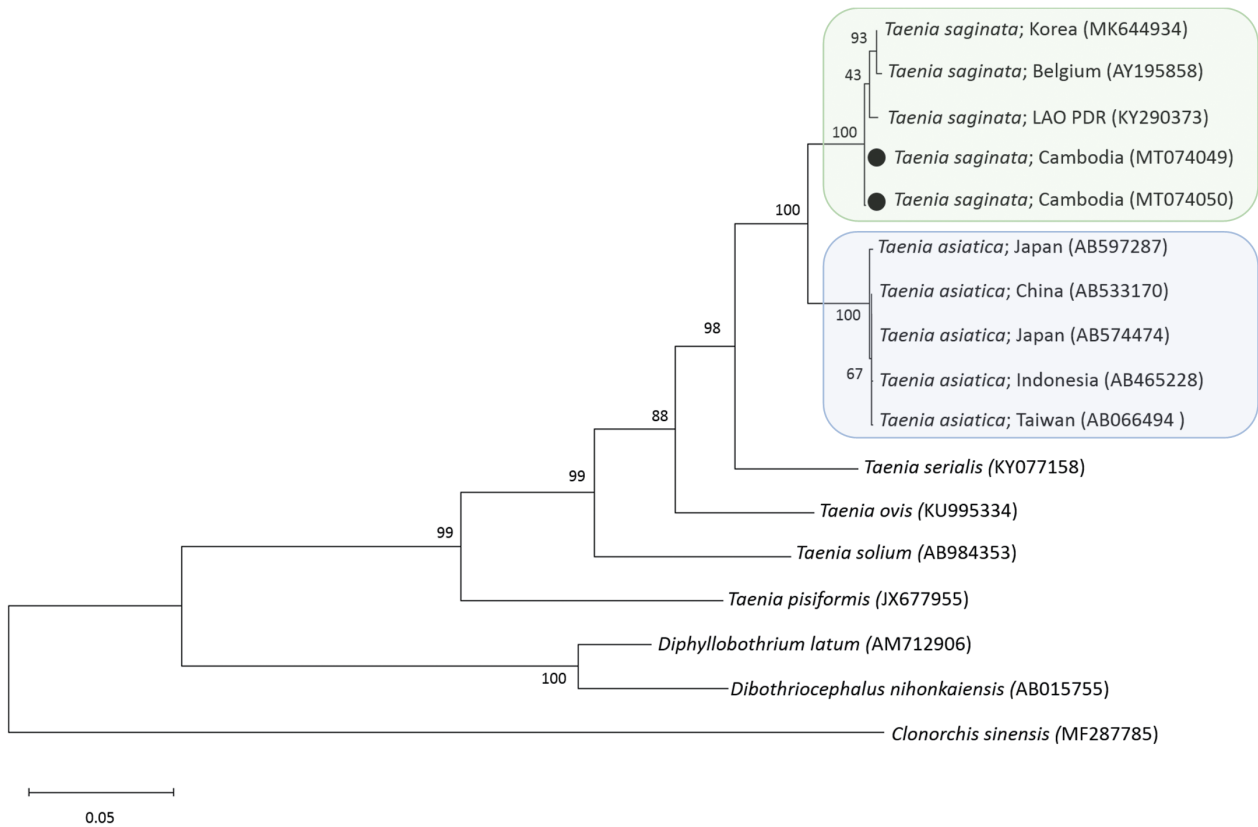 93
Taenia saginata; Korea (MK644934)
43
Taenia saginata; Belgium (AY195858)
Taenia saginata; LAO PDR (KY290373)
100
Taenia saginata; Cambodia (MT074049)
Taenia saginata; Cambodia (MT074050)
100
Taenia asiatica; Japan (AB597287)
Taenia asiatica; China (AB533170)
100
Taenia asiatica; Japan (AB574474)
98
67
Taenia asiatica; Indonesia (AB465228)
Taenia asiatica; Taiwan (AB066494 )
88
Taenia serialis (KY077158)
99
Taenia ovis (KU995334)
99
Taenia solium (AB984353)
Taenia pisiformis (JX677955)
Diphyllobothrium latum (AM712906)
100
Dibothriocephalus nihonkaiensis (AB015755)
Clonorchis sinensis (MF287785)
0.05